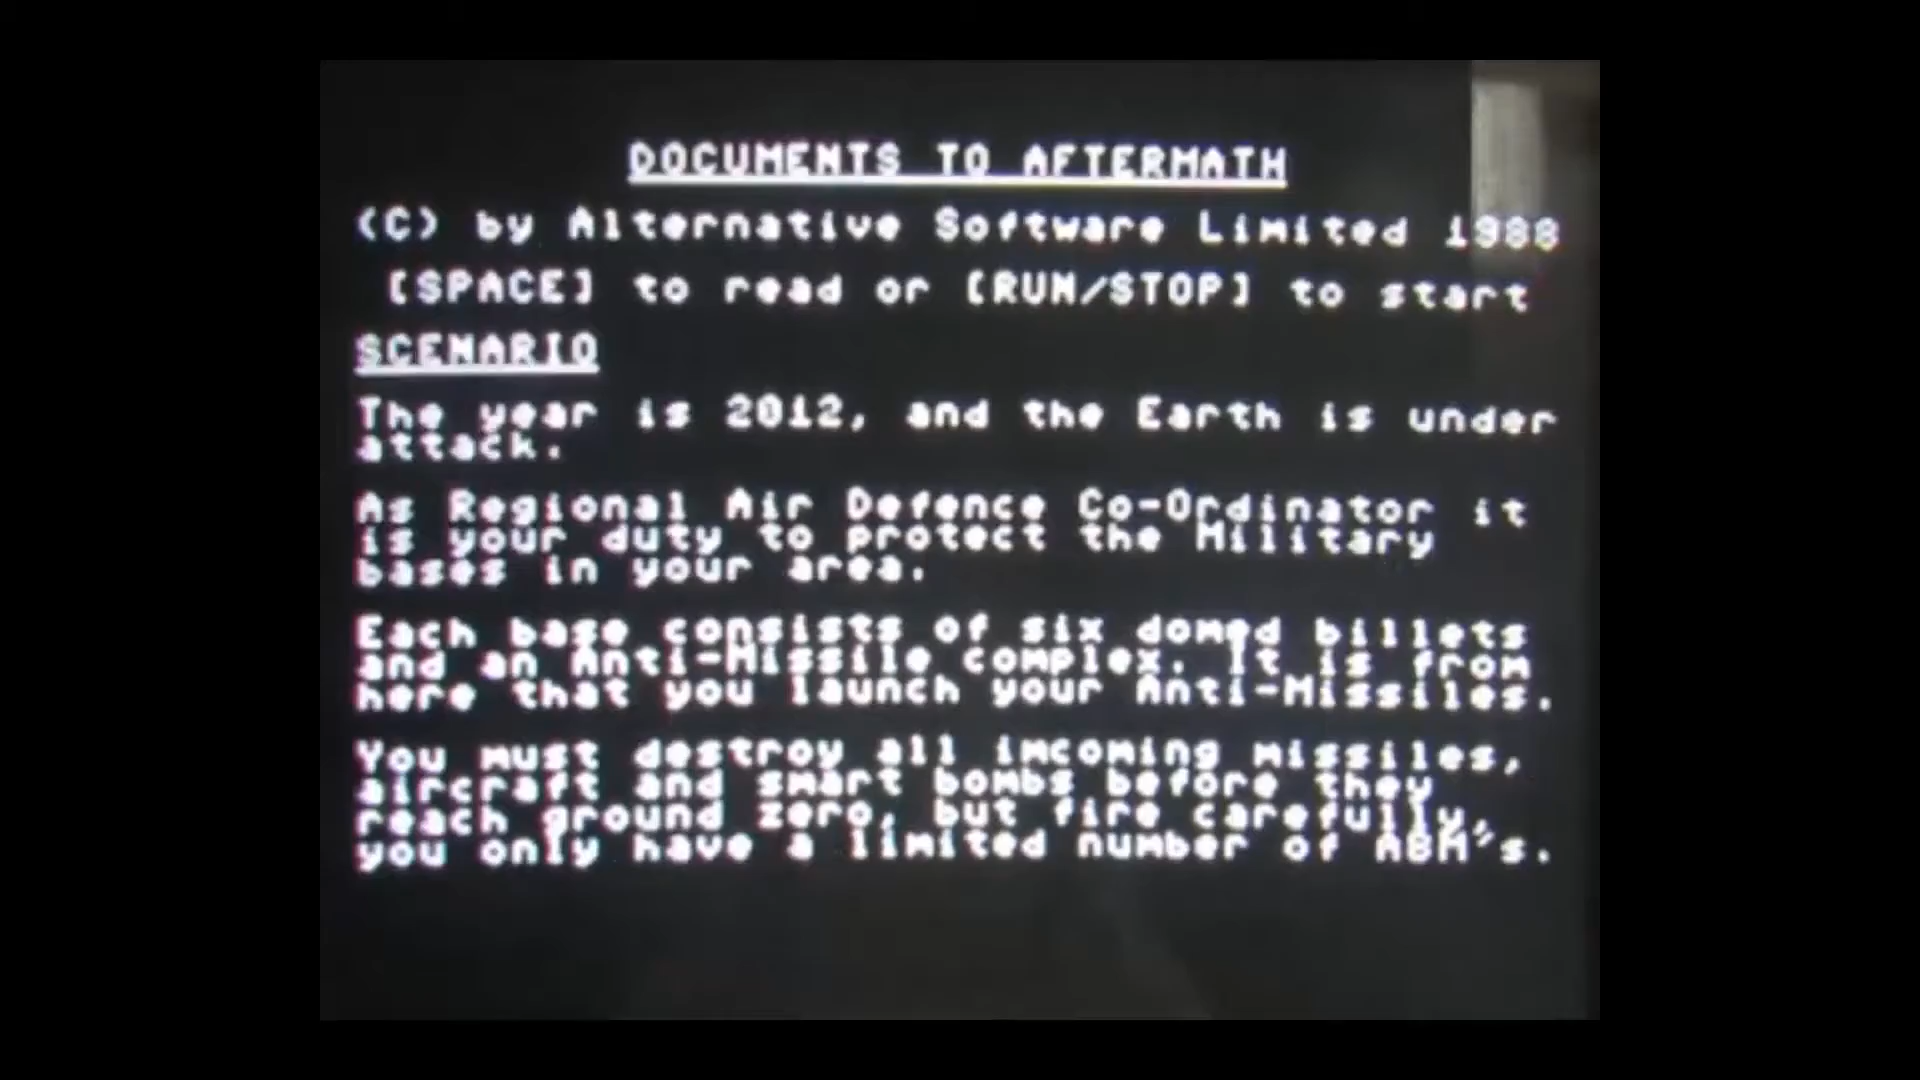 DOCUMENTS TO AFTERMATH
(C) by Alternative Software Limited 1988
[SPACE] to read or [RUN/STOP] to start
SCENARIO
The year is 2012, and the Earth is under
attack.
As Regional Air Defence Co-Ordinator it
is your duty to protect the Military
bases in your area.
Each base consists of six domed billets
and an Anti-Missile complex. It is from
here that you launch your Anti-Missiles.
You must destroy all incoming missiles,
aircraft and smart bombs before they
reach ground zero, but fire carefully,
you only have a limited number of ABM's.